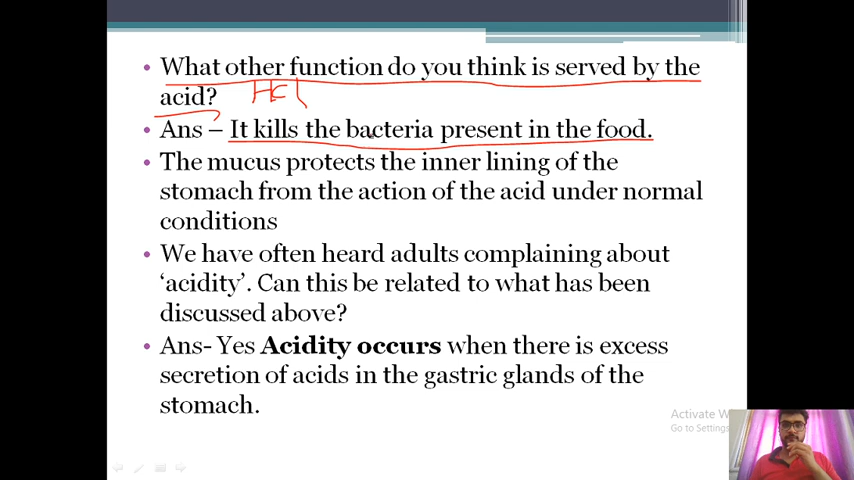 • What other function do you think is served by the
acid? HCl
• Ans – It kills the bacteria present in the food.
• The mucus protects the inner lining of the
stomach from the action of the acid under normal
conditions
• We have often heard adults complaining about
‘acidity’. Can this be related to what has been
discussed above?
• Ans- Yes Acidity occurs when there is excess
secretion of acids in the gastric glands of the
stomach.
Activate W
Go to Settings